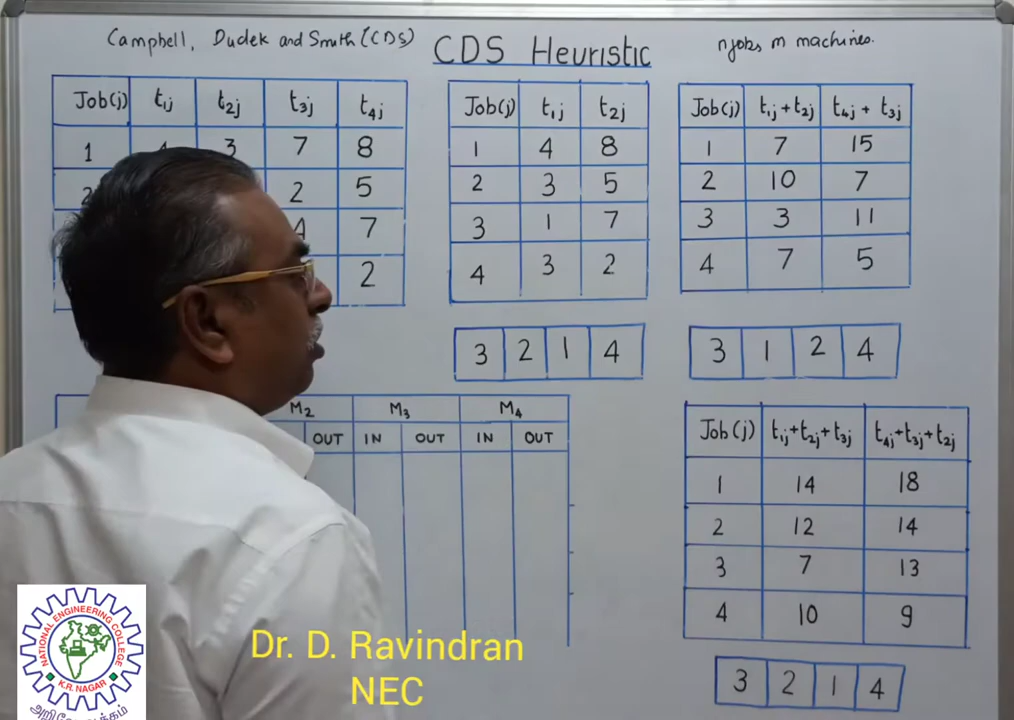 Campbell, Dudek and Smith (CDS)
CDS Heuristic
n jobs m machines.
Job(j) t1j t2j t3j t4j
1 3 7 8
2 5
4 7
2
Job(j) t1j t2j
1 4 8
2 3 5
3 1 7
4 3 2
3 2 1 4
Job(j) t1j + t2j t4j + t3j
1 7 15
2 10 7
3 3 11
4 7 5
3 1 2 4
M2 M3 M4
OUT IN OUT IN OUT
Job(j) t1j+t2j+t3j t4j+t3j+t2j
1 14 18
2 12 14
3 7 13
4 10 9
3 2 1 4
NATIONAL ENGINEERING COLLEGE
K.R. NAGAR
Dr. D. Ravindran
NEC